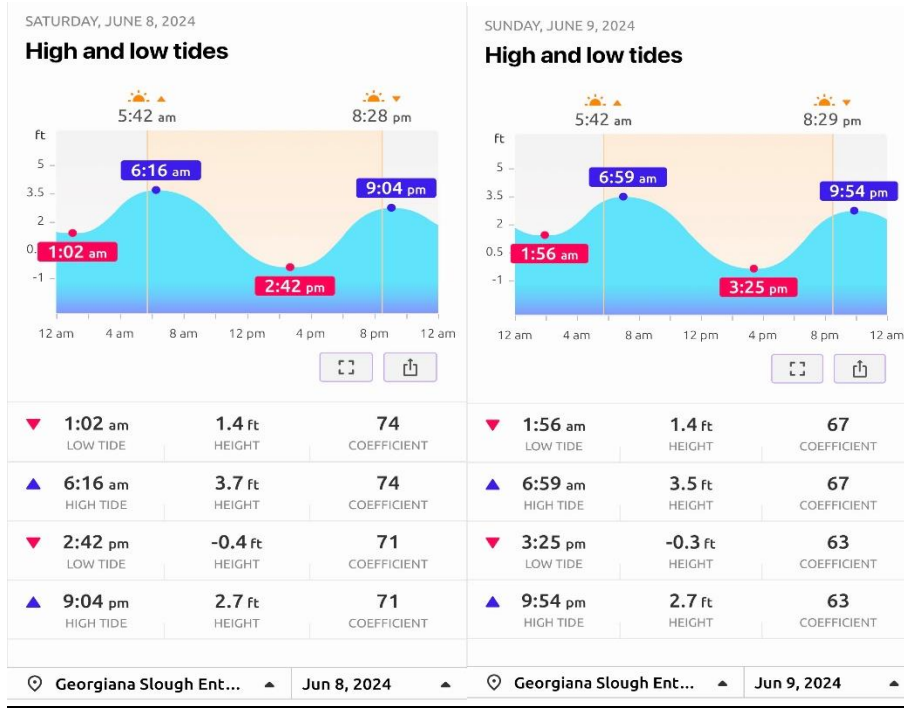 SATURDAY, JUNE 8, 2024
High and low tides
5:42 am
8:28 pm
ft
5
3.5
2
0.
-1
6:16 am
9:04 pm
1:02 am
2:42 pm
12 am 4 am 8 am 12 pm 4 pm 8 pm 12 am
1:02 am 1.4 ft 74
LOW TIDE HEIGHT COEFFICIENT
6:16 am 3.7 ft 74
HIGH TIDE HEIGHT COEFFICIENT
2:42 pm -0.4 ft 71
LOW TIDE HEIGHT COEFFICIENT
9:04 pm 2.7 ft 71
HIGH TIDE HEIGHT COEFFICIENT
Georgiana Slough Ent... Jun 8, 2024
SUNDAY, JUNE 9, 2024
High and low tides
5:42 am
8:29 pm
ft
5
3.5
2
0.5
-1
6:59 am
9:54 pm
1:56 am
3:25 pm
12 am 4 am 8 am 12 pm 4 pm 8 pm 12 am
1:56 am 1.4 ft 67
LOW TIDE HEIGHT COEFFICIENT
6:59 am 3.5 ft 67
HIGH TIDE HEIGHT COEFFICIENT
3:25 pm -0.3 ft 63
LOW TIDE HEIGHT COEFFICIENT
9:54 pm 2.7 ft 63
HIGH TIDE HEIGHT COEFFICIENT
Georgiana Slough Ent... Jun 9, 2024